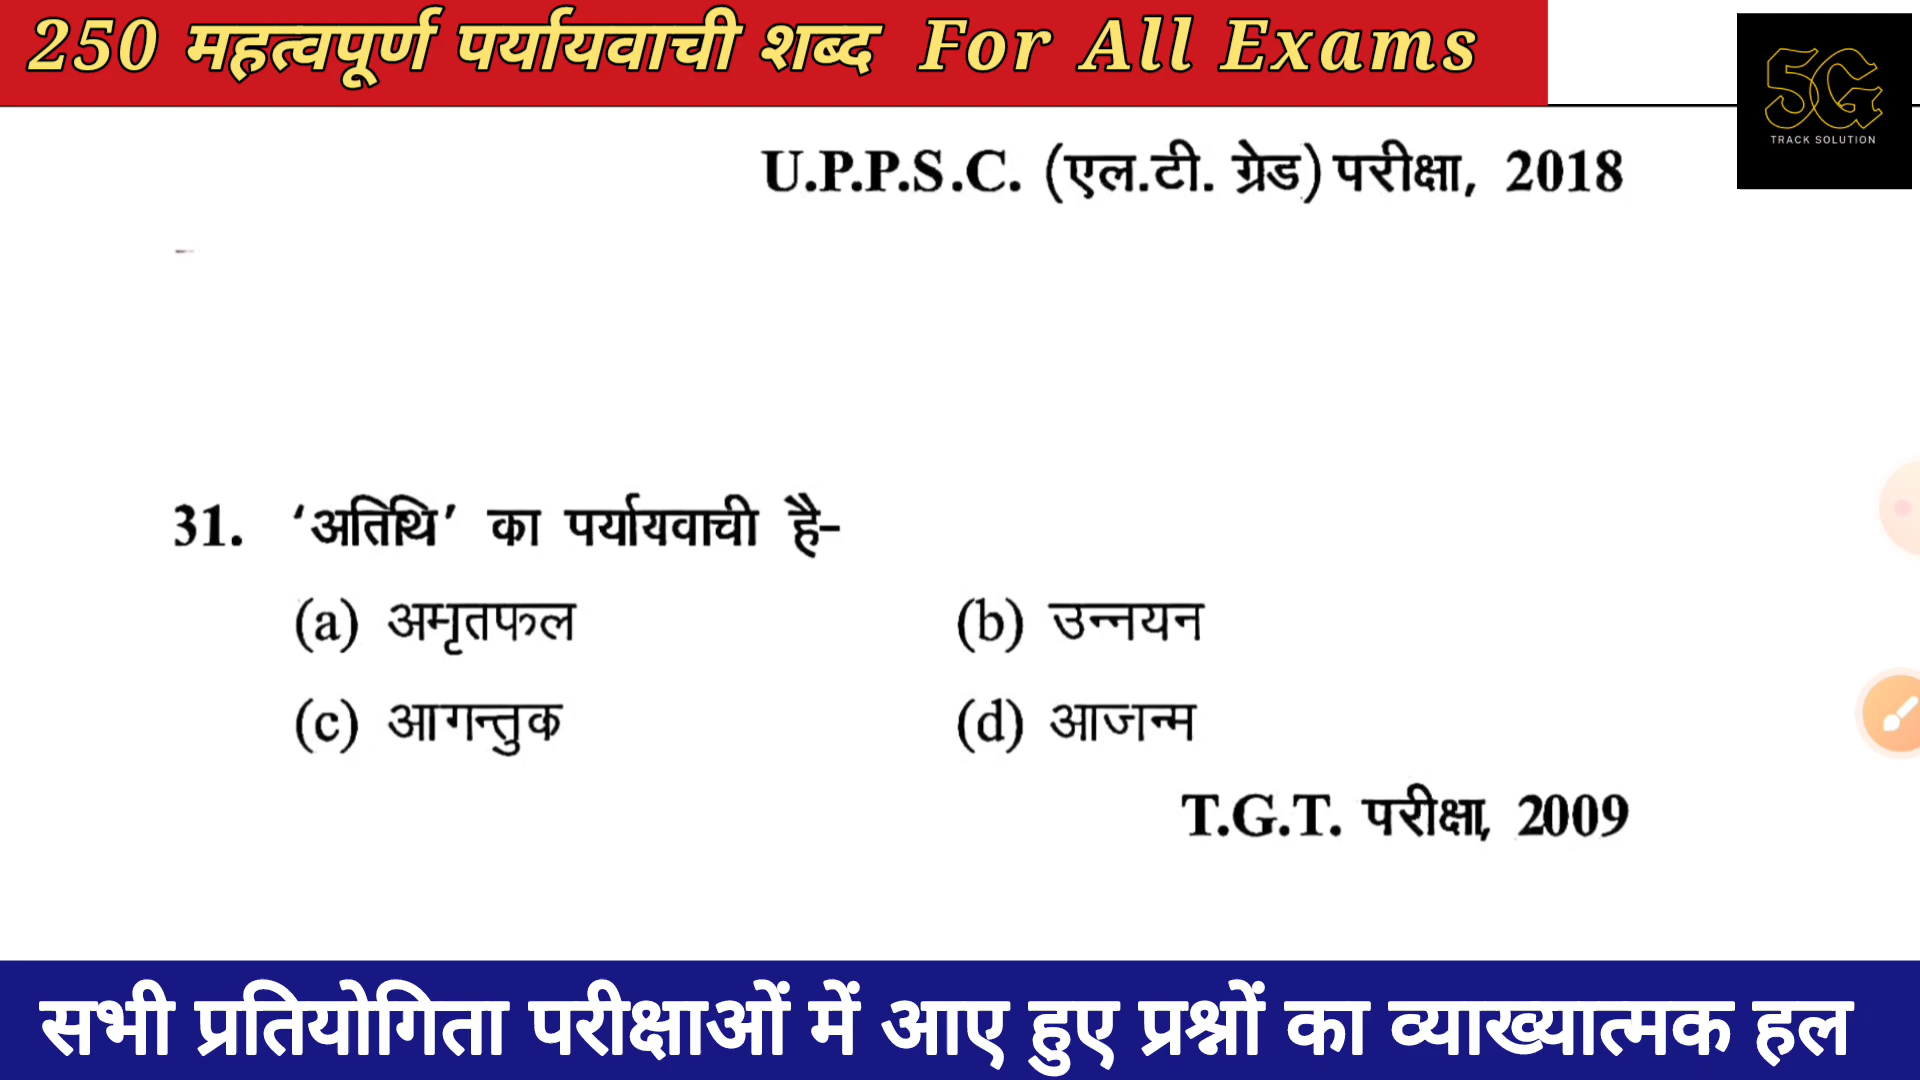 250 महत्वपूर्ण पर्यायवाची शब्द For All Exams
5G
TRACK SOLUTION
U.P.P.S.C. (एल.टी. ग्रेड) परीक्षा, 2018
31. ‘अतिथि’ का पर्यायवाची है-
(a) अमृतफल (b) उन्नयन
(c) आगन्तुक (d) आजन्म
T.G.T. परीक्षा, 2009
सभी प्रतियोगिता परीक्षाओं में आए हुए प्रश्नों का व्याख्यात्मक हल